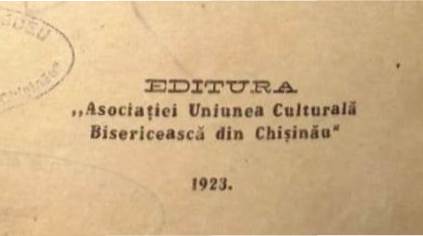 EDITURA
„Asociației Uniunea Culturală
Bisericească din Chișinău“
1923.